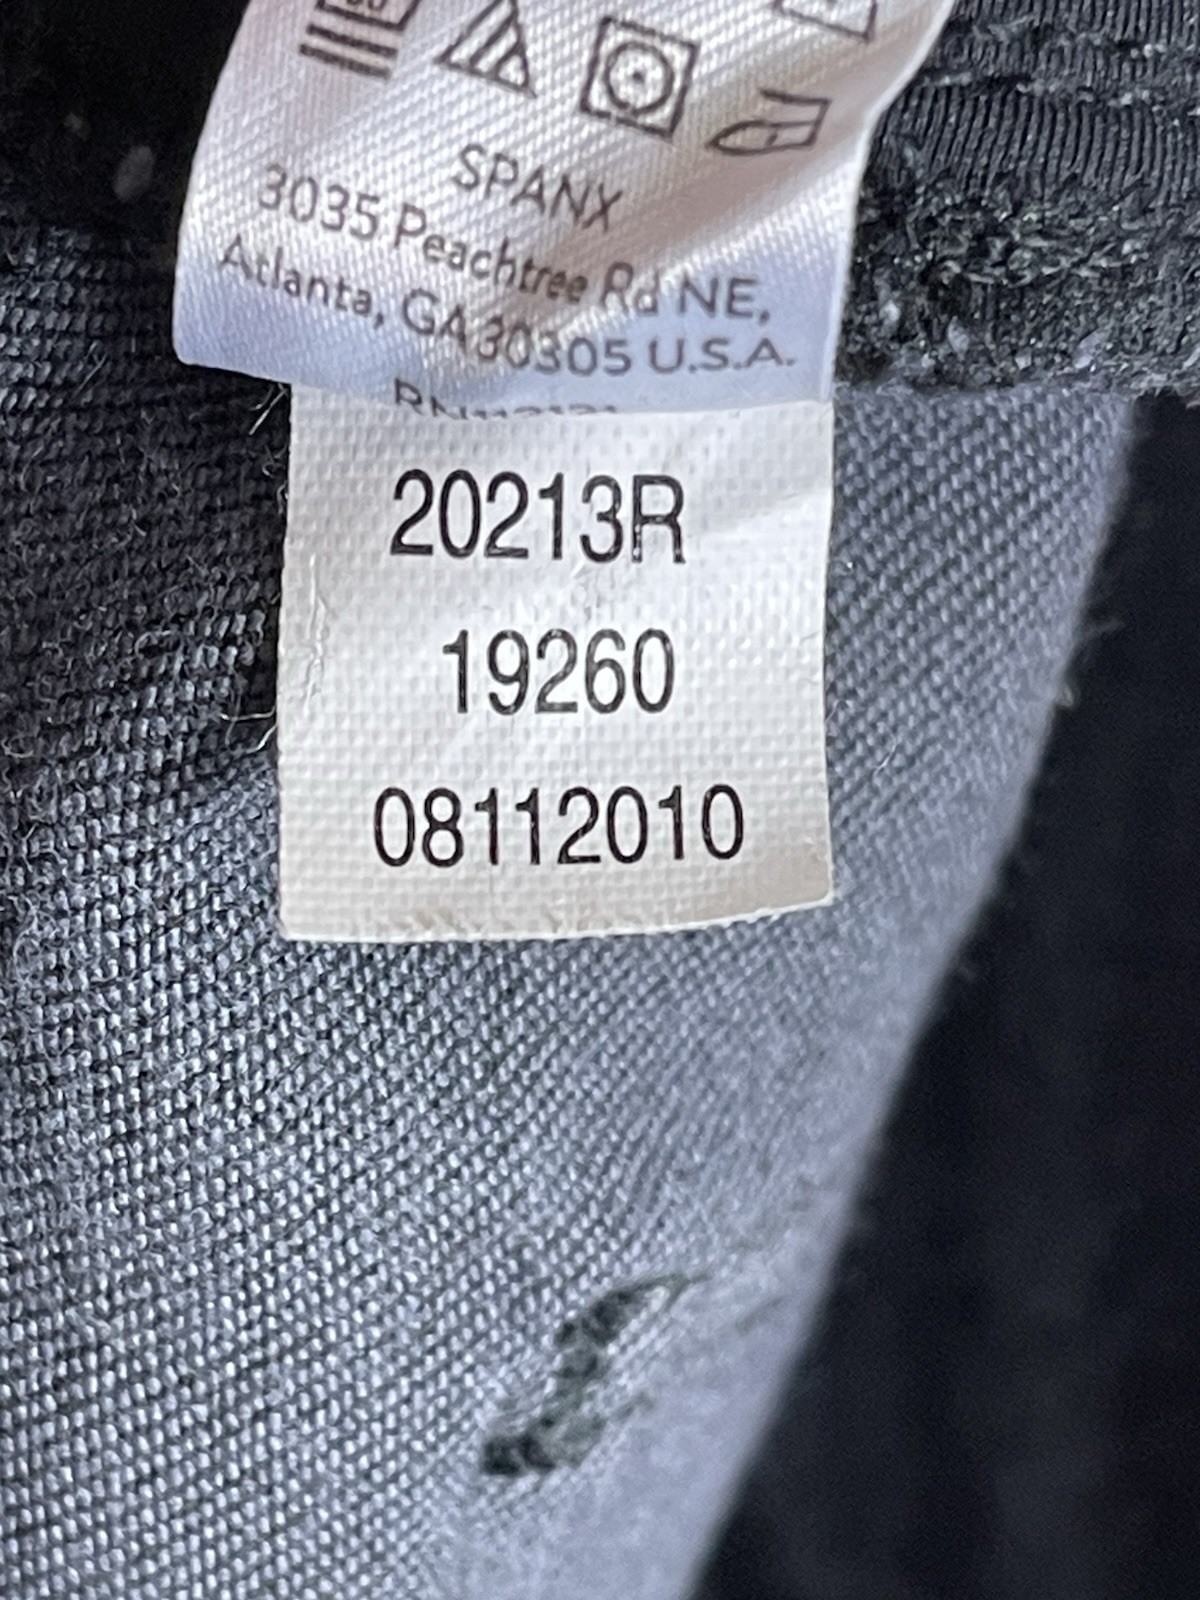 SPANX
3035 Peachtree Rd NE,
Atlanta, GA 30305 U.S.A.
20213R
19260
08112010